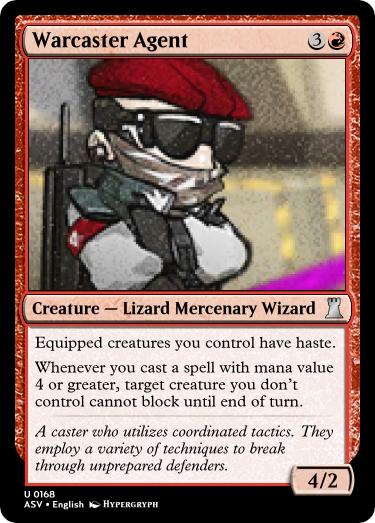 Warcaster Agent 3
Creature — Lizard Mercenary Wizard
Equipped creatures you control have haste.
Whenever you cast a spell with mana value
4 or greater, target creature you don't
control cannot block until end of turn.
A caster who utilizes coordinated tactics. They
employ a variety of techniques to break
through unprepared defenders.
4/2
U 0168
ASV • English HYPERGRYPH